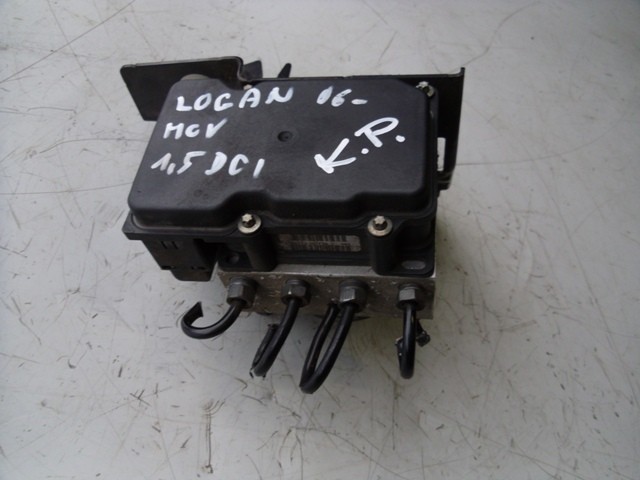 LOGAN 06-
MCV
1,5 DCI
K.P.